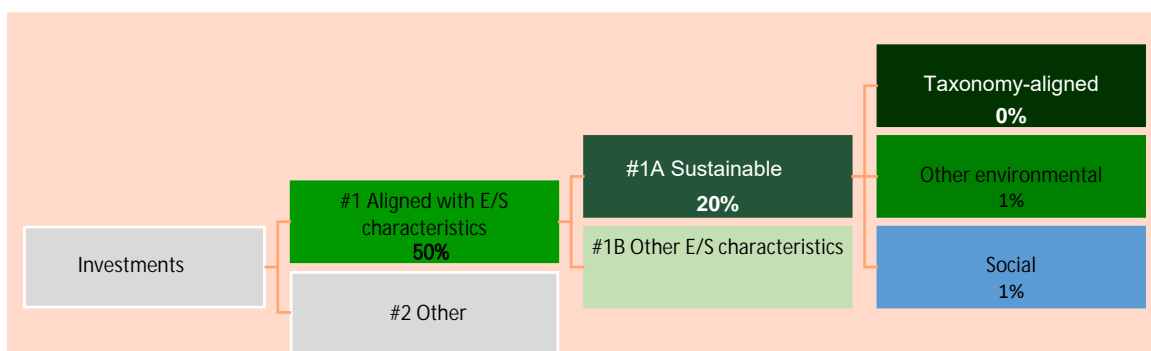 Investments
#1 Aligned with E/S
characteristics
50%
#2 Other
#1A Sustainable
20%
#1B Other E/S characteristics
Taxonomy-aligned
0%
Other environmental
1%
Social
1%